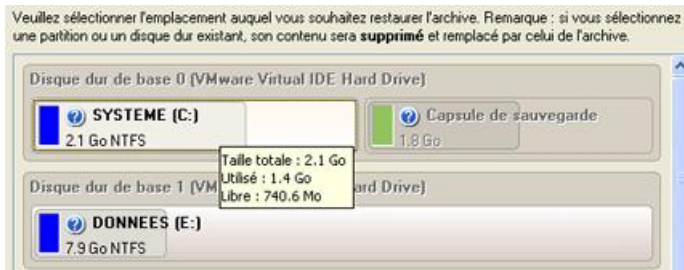 Veuillez sélectionner l'emplacement auquel vous souhaitez restaurer l'archive. Remarque : si vous sélectionnez
une partition ou un disque dur existant, son contenu sera supprimé et remplacé par celui de l'archive.
Disque dur de base 0 (VMware Virtual IDE Hard Drive)
SYSTEME (C:)
2.1 Go NTFS
Capsule de sauvegarde
1.8 Go
Taille totale : 2.1 Go
Utilisé : 1.4 Go
Libre : 740.6 Mo
Disque dur de base 1 (VM ard Drive)
DONNEES (E:)
7.9 Go NTFS